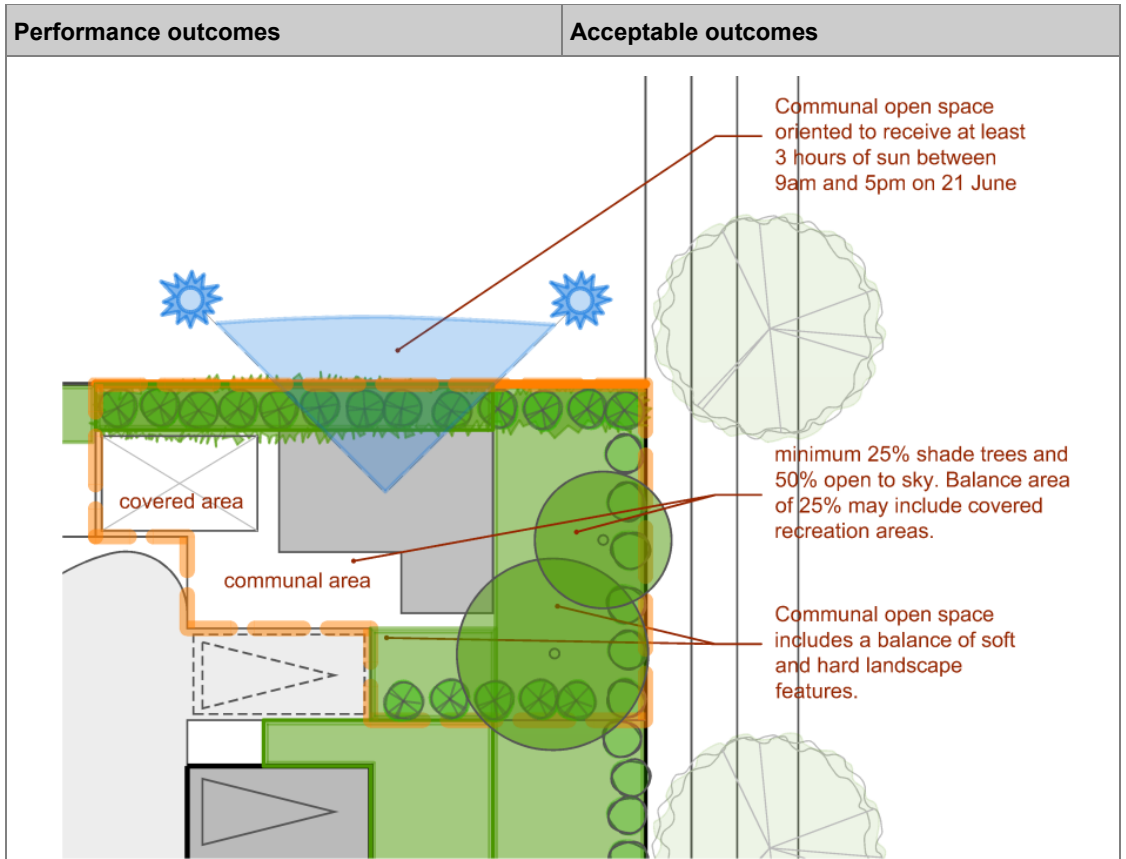 Performance outcomes
Acceptable outcomes
Communal open space
oriented to receive at least
3 hours of sun between
9am and 5pm on 21 June
minimum 25% shade trees and
50% open to sky. Balance area
of 25% may include covered
recreation areas.
covered area
communal area
Communal open space
includes a balance of soft
and hard landscape
features.